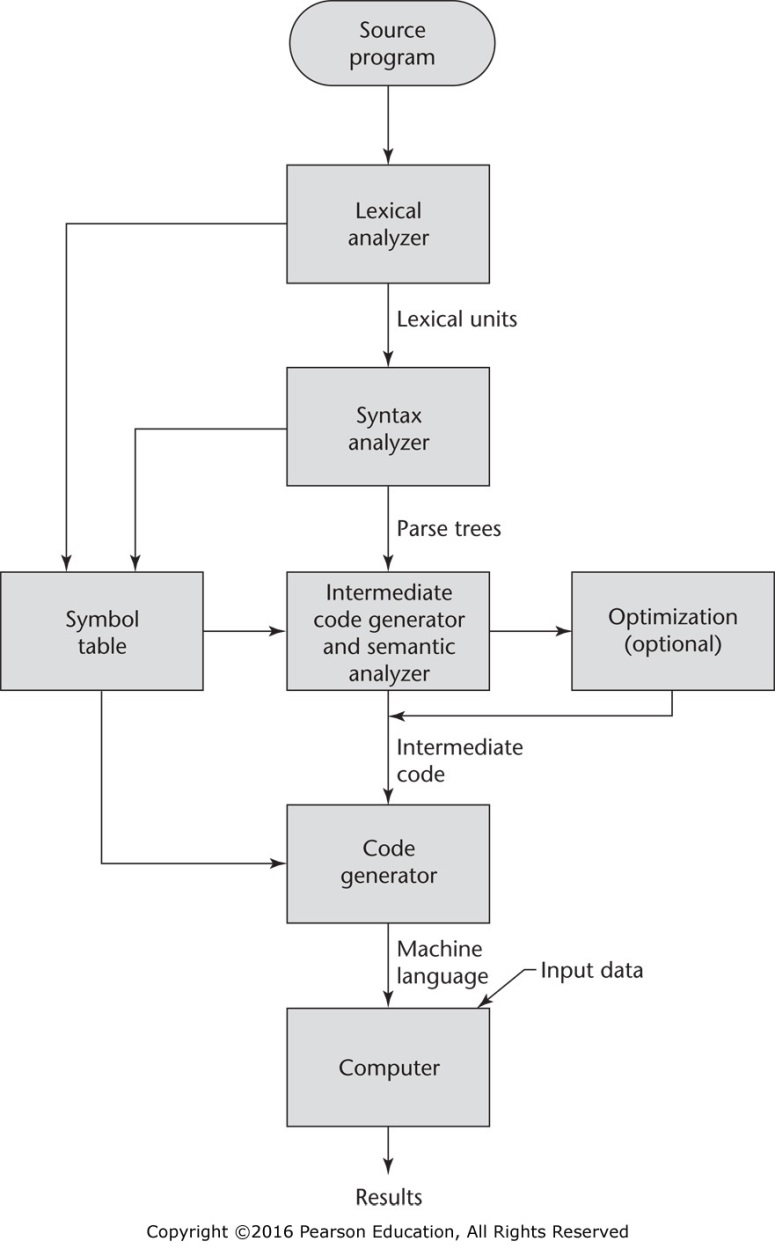 Source
program
Lexical
analyzer
Lexical units
Syntax
analyzer
Parse trees
Symbol
table
Intermediate
code generator
and semantic
analyzer
Optimization
(optional)
Intermediate
code
Code
generator
Machine
language
Input data
Computer
Results
Copyright ©2016 Pearson Education, All Rights Reserved